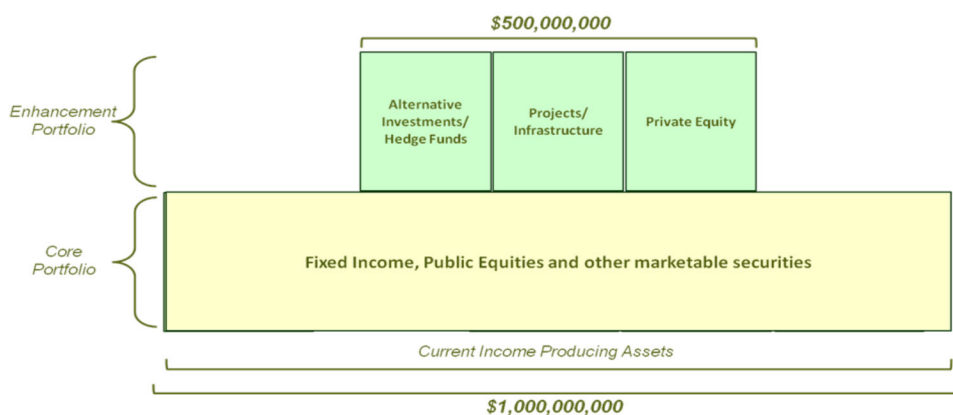 $500,000,000
Enhancement
Portfolio
Alternative
Investments/
Hedge Funds
Projects/
Infrastructure
Private Equity
Core
Portfolio
Fixed Income, Public Equities and other marketable securities
Current Income Producing Assets
$1,000,000,000